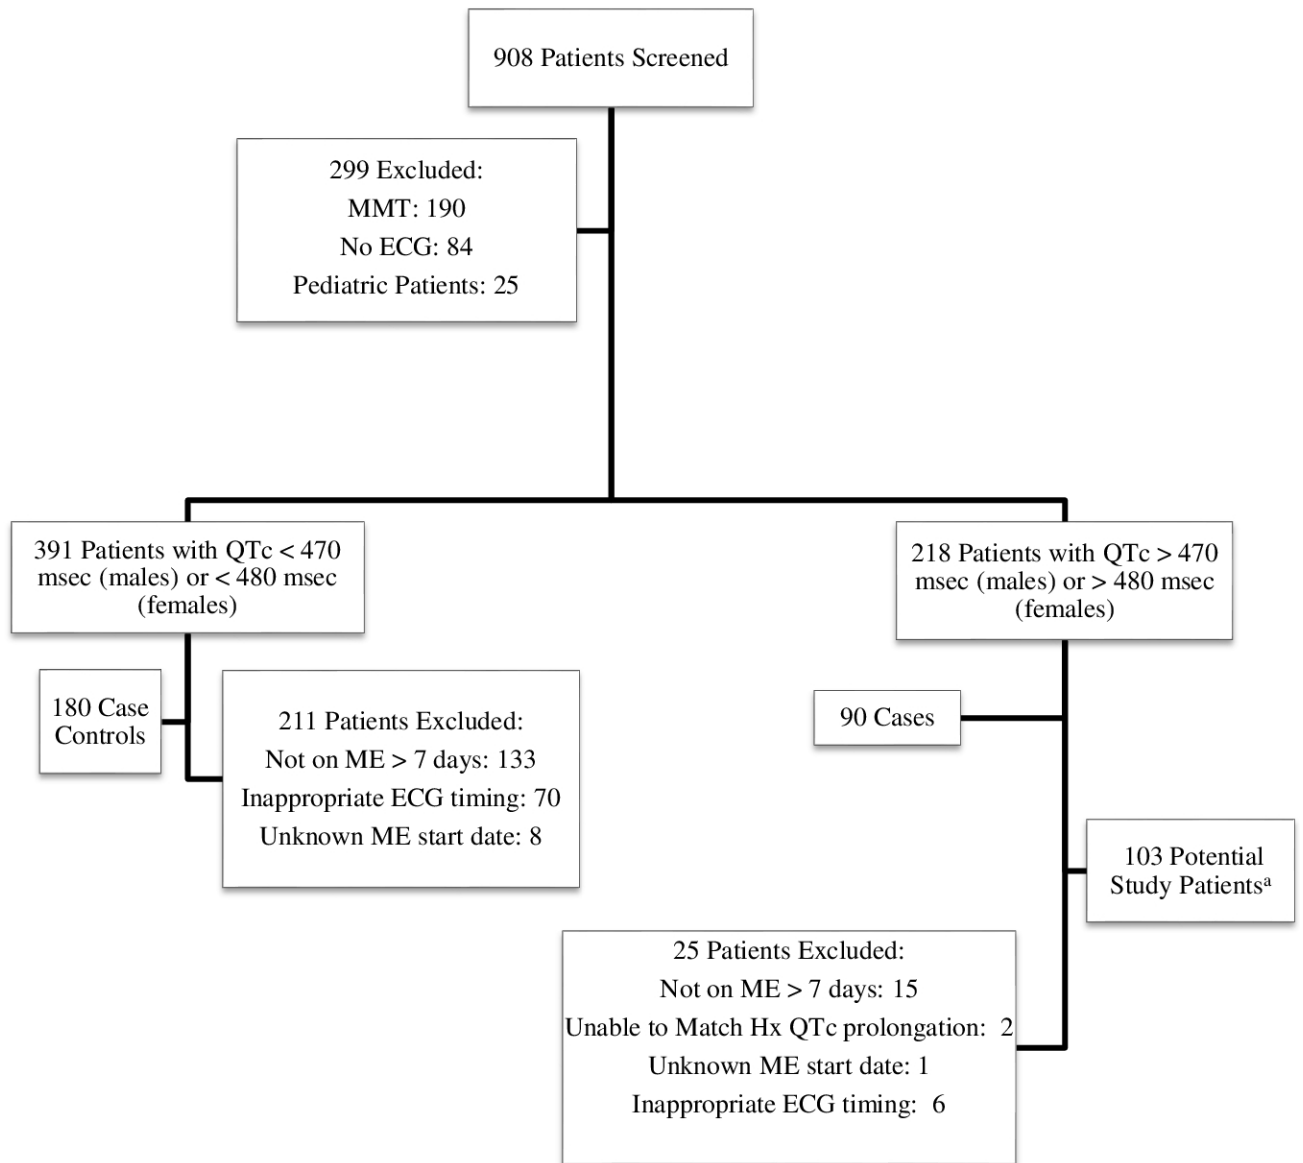 908 Patients Screened
299 Excluded:
MMT: 190
No ECG: 84
Pediatric Patients: 25
391 Patients with QTc < 470
msec (males) or < 480 msec
(females)
218 Patients with QTc > 470
msec (males) or > 480 msec
(females)
180 Case
Controls
211 Patients Excluded:
Not on ME > 7 days: 133
Inappropriate ECG timing: 70
Unknown ME start date: 8
90 Cases
103 Potential
Study Patientsᵃ
25 Patients Excluded:
Not on ME > 7 days: 15
Unable to Match Hx QTc prolongation: 2
Unknown ME start date: 1
Inappropriate ECG timing: 6